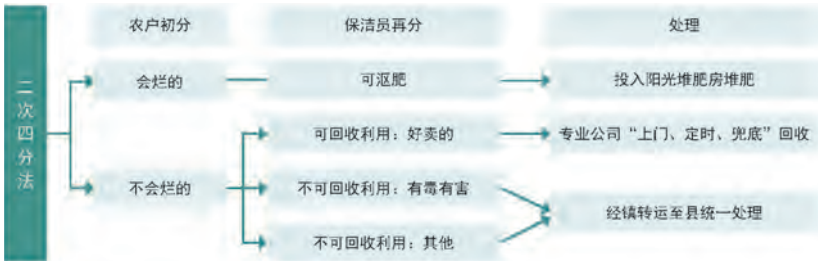 二次四分法
农户初分
保洁员再分
处理
会烂的
可沤肥
投入阳光堆肥房堆肥
可回收利用：好卖的
专业公司“上门、定时、兜底”回收
不会烂的
不可回收利用：有毒有害
经镇转运至县统一处理
不可回收利用：其他